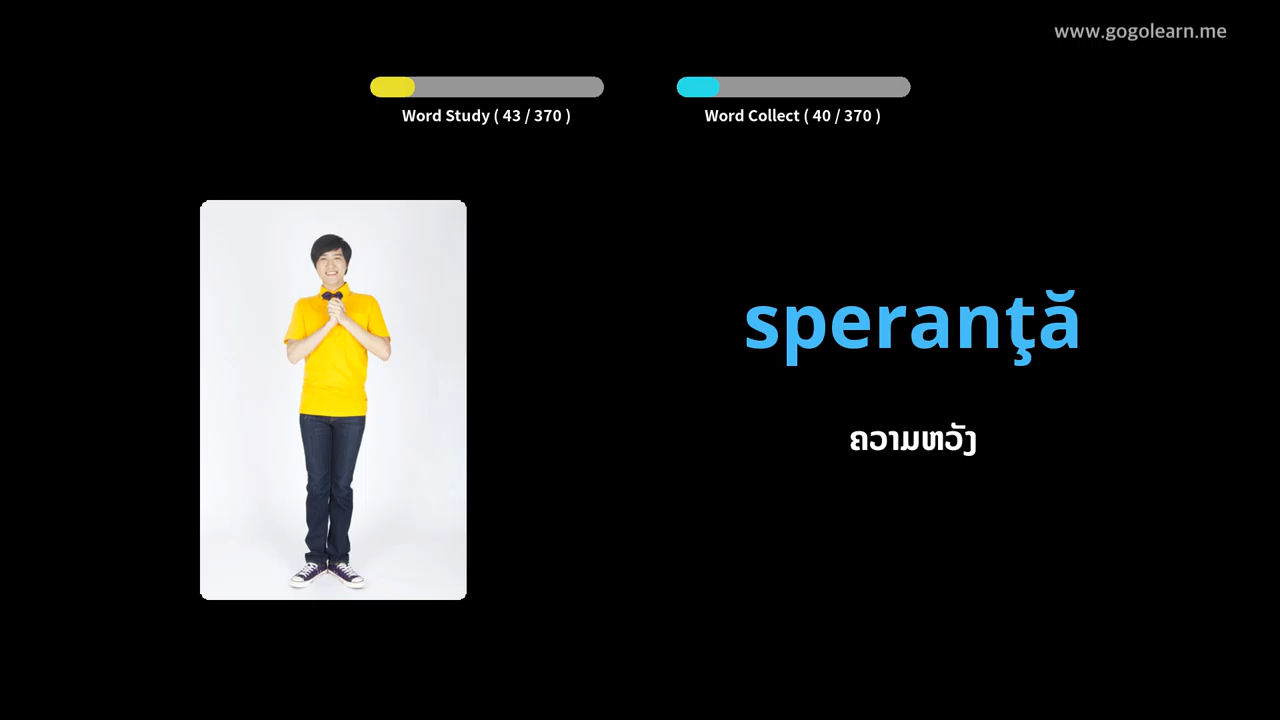 www.gogolearn.me
Word Study ( 43 / 370 )
Word Collect ( 40 / 370 )
speranţă
ຄວາມຫວັງ